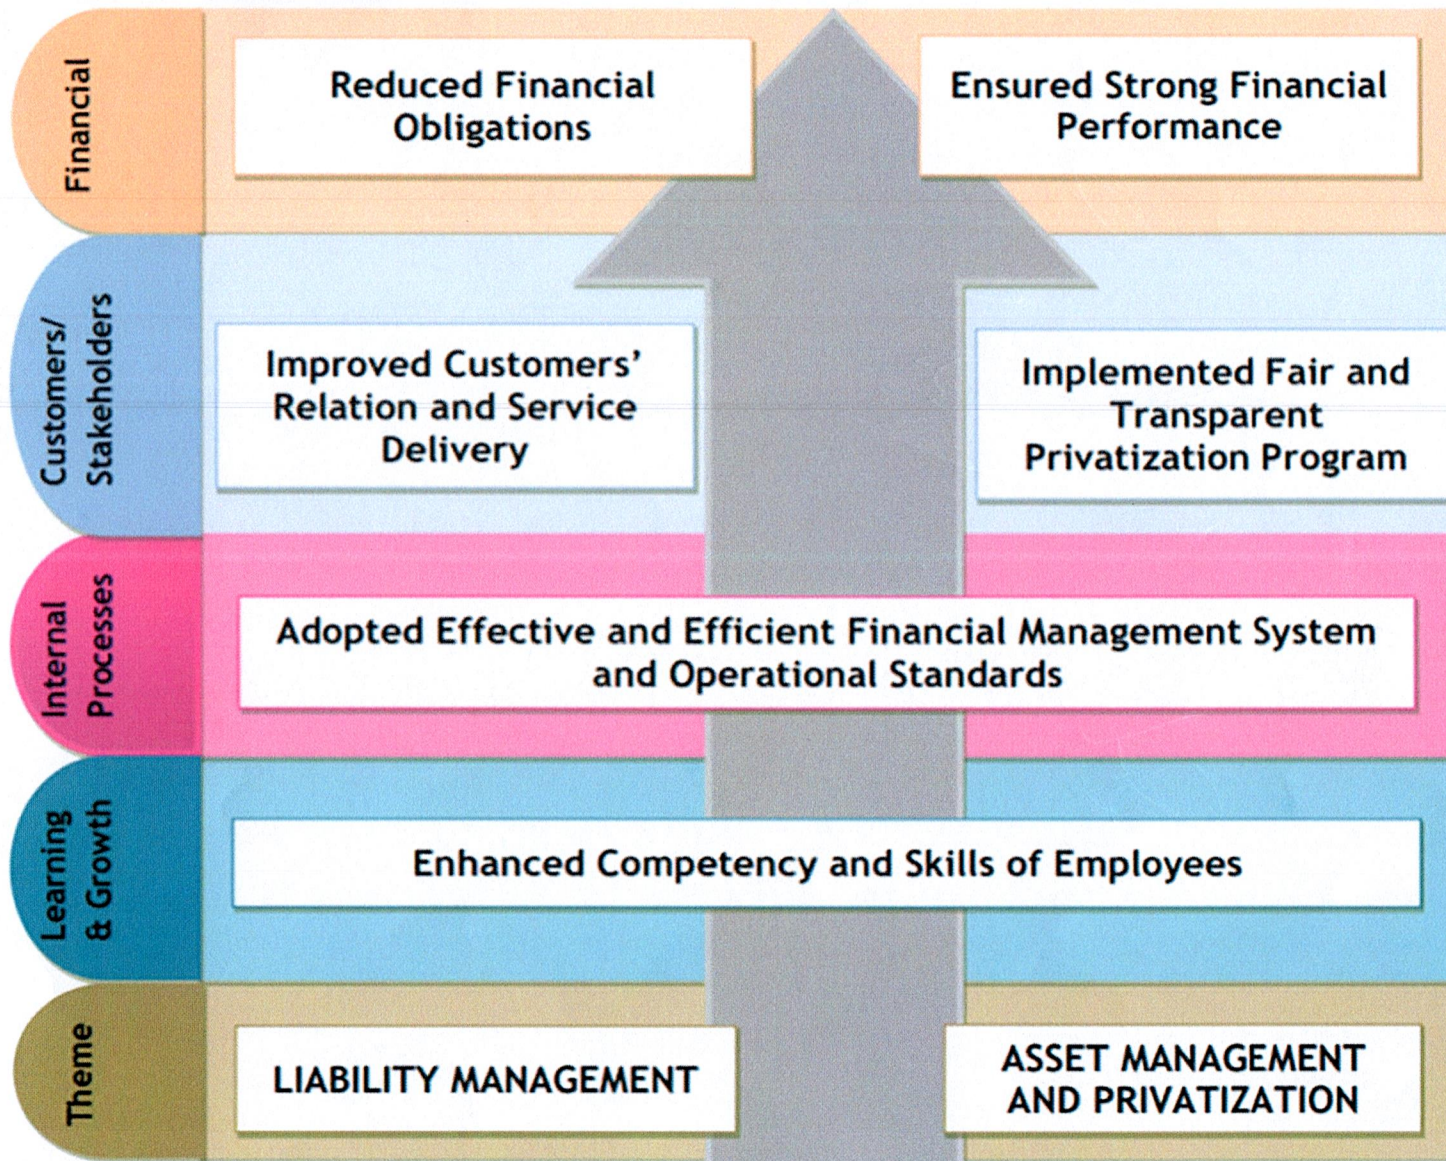 Financial
Reduced Financial
Obligations
Ensured Strong Financial
Performance
Customers/
Stakeholders
Improved Customers’
Relation and Service
Delivery
Implemented Fair and
Transparent
Privatization Program
Internal
Processes
Adopted Effective and Efficient Financial Management System
and Operational Standards
Learning
& Growth
Enhanced Competency and Skills of Employees
Theme
LIABILITY MANAGEMENT
ASSET MANAGEMENT
AND PRIVATIZATION